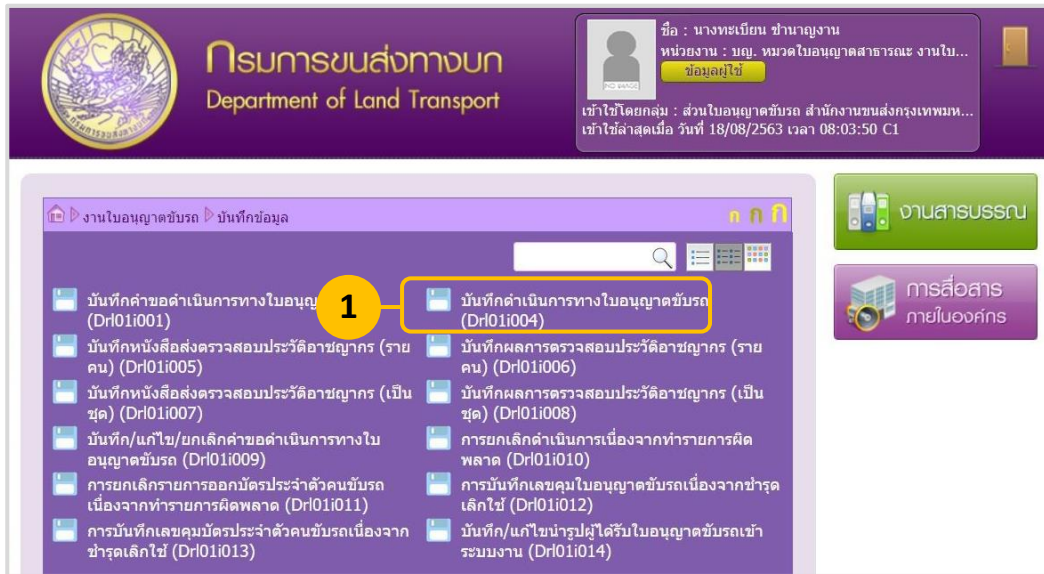 กรมการขนส่งทางบก
Department of Land Transport
ชื่อ : นางทะเบียน ชำนาญงาน
หน่วยงาน : บญ. หมวดใบอนุญาตสาธารณะ งานใบ...
ข้อมูลผู้ใช้
เข้าใช้โดยกลุ่ม : ส่วนใบอนุญาตขับรถ สำนักงานขนส่งกรุงเทพมห...
เข้าใช้ล่าสุดเมื่อ วันที่ 18/08/2563 เวลา 08:03:50 C1
งานใบอนุญาตขับรถ บันทึกข้อมูล
ก ก ก
งานสารบรรณ
การสื่อสาร
ภายในองค์กร
1
บันทึกคำขอดำเนินการทางใบอนุญ
(Drl01i001)
บันทึกดำเนินการทางใบอนุญาตขับรถ
(Drl01i004)
บันทึกหนังสือส่งตรวจสอบประวัติอาชญากร (ราย
คน) (Drl01i005)
บันทึกผลการตรวจสอบประวัติอาชญากร (ราย
คน) (Drl01i006)
บันทึกหนังสือส่งตรวจสอบประวัติอาชญากร (เป็น
ชุด) (Drl01i007)
บันทึกผลการตรวจสอบประวัติอาชญากร (เป็น
ชุด) (Drl01i008)
บันทึก/แก้ไข/ยกเลิกคำขอดำเนินการทางใบ
อนุญาตขับรถ (Drl01i009)
การยกเลิกดำเนินการเนื่องจากทำรายการผิด
พลาด (Drl01i010)
การยกเลิกรายการออกบัตรประจำตัวคนขับรถ
เนื่องจากทำรายการผิดพลาด (Drl01i011)
การบันทึกเลขคุมใบอนุญาตขับรถเนื่องจากชำรุด
เลิกใช้ (Drl01i012)
การบันทึกเลขคุมบัตรประจำตัวคนขับรถเนื่องจาก
ชำรุดเลิกใช้ (Drl01i013)
บันทึก/แก้ไขนำรูปผู้ได้รับใบอนุญาตขับรถเข้า
ระบบงาน (Drl01i014)